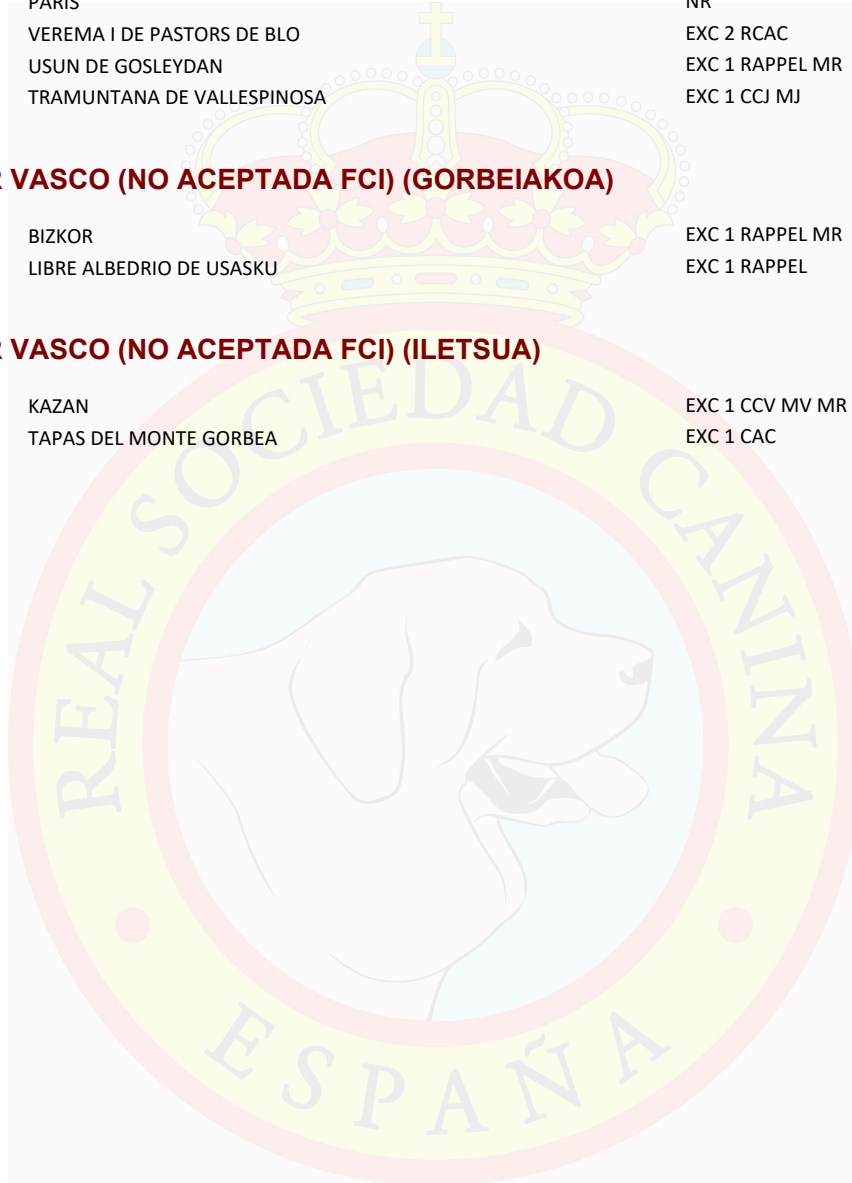 PARIS NR
VEREMA I DE PASTORS DE BLO EXC 2 RCAC
USUN DE GOSLEYDAN EXC 1 RAPPEL MR
TRAMUNTANA DE VALLESPINOSA EXC 1 CCJ MJ
R VASCO (NO ACEPTADA FCI) (GORBEIAKOA)
BIZKOR EXC 1 RAPPEL MR
LIBRE ALBEDRIO DE USASKU EXC 1 RAPPEL
R VASCO (NO ACEPTADA FCI) (ILETSUA)
KAZAN EXC 1 CCV MV MR
TAPAS DEL MONTE GORBEA EXC 1 CAC
REAL SOCIEDAD CANINA
ESPAÑA